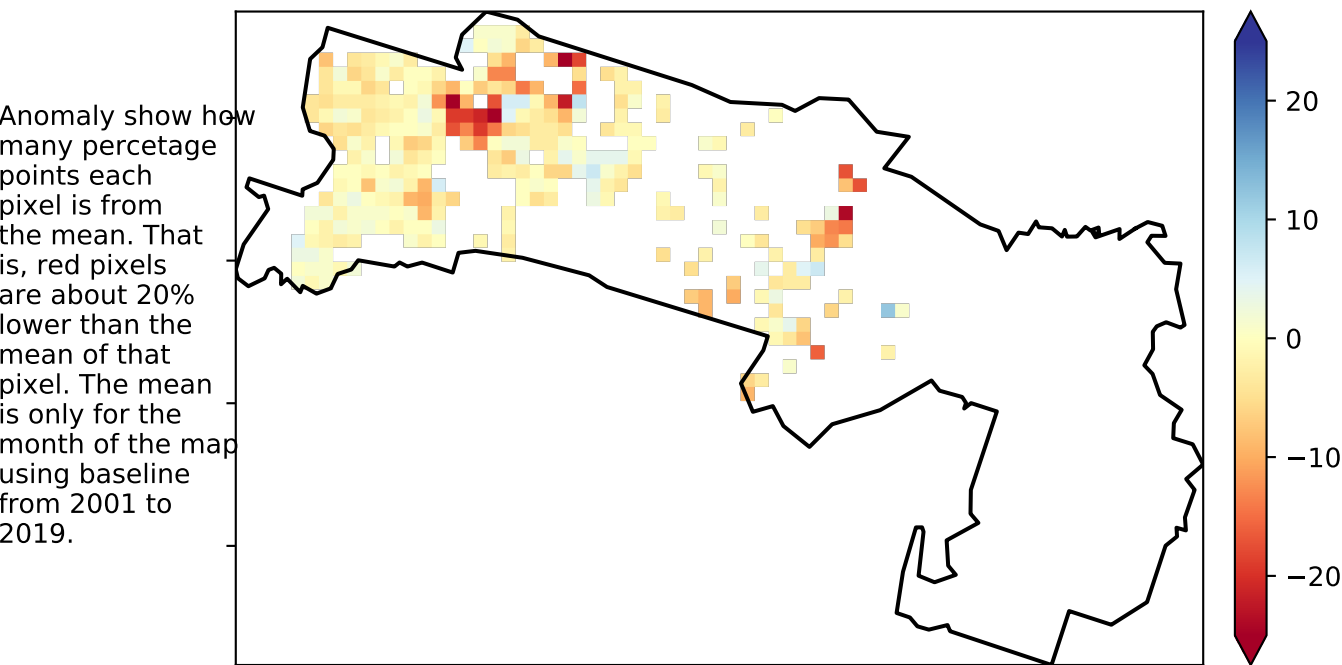 Anomaly show how
many percetage
points each
pixel is from
the mean. That
is, red pixels
are about 20%
lower than the
mean of that
pixel. The mean
is only for the
month of the map
using baseline
from 2001 to
2019.
20
10
0
−10
−20